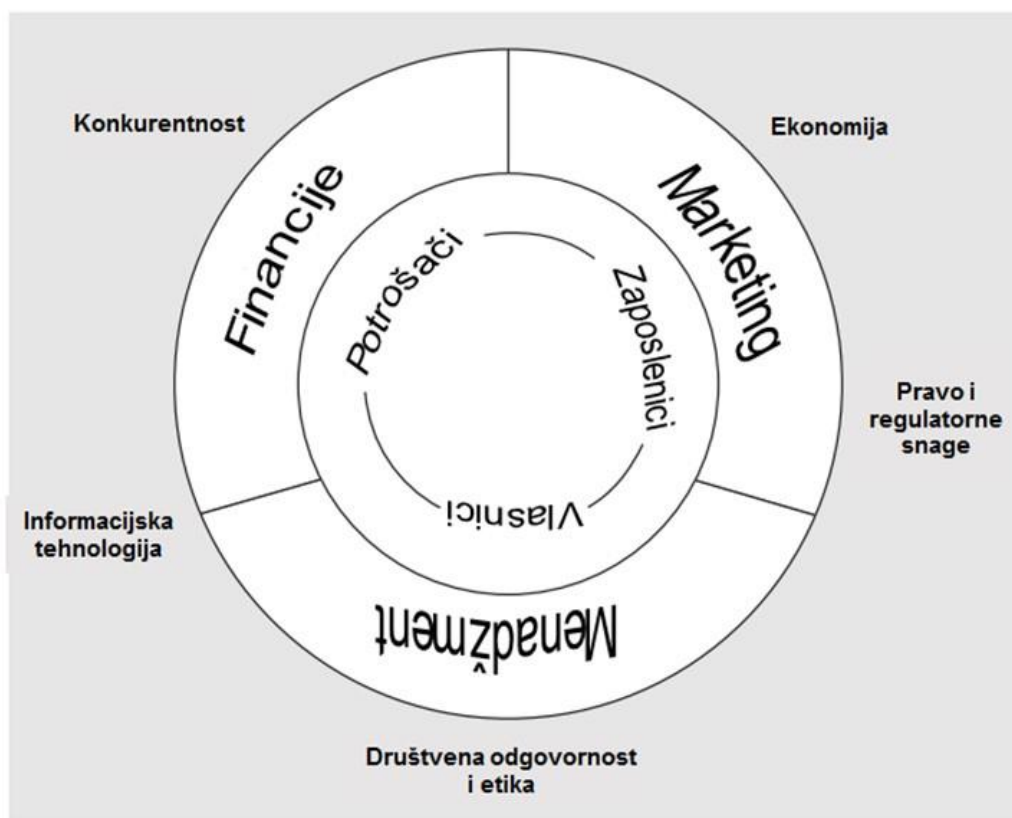 Konkurentnost
Ekonomija
Financije
Marketing
Potrošači
Zaposlenici
Vlasnici
Menadžment
Pravo i
regulatorne
snage
Informacijska
tehnologija
Društvena odgovornost
i etika